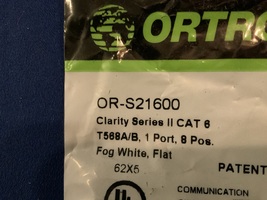 ORTRO
OR-S21600
Clarity Series II CAT 6
T568A/B, 1 Port, 8 Pos.
Fog White, Flat
62X5
PATENT
UL
COMMUNICATION